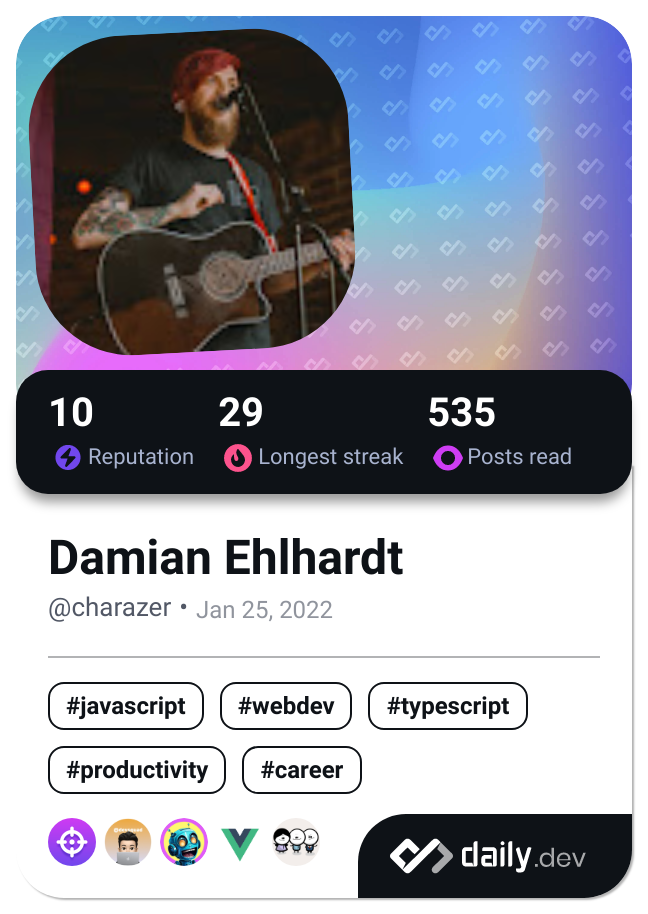 10 29 535
Reputation Longest streak Posts read
Damian Ehlhardt
@charazer • Jan 25, 2022
#javascript #webdev #typescript
#productivity #career
daily.dev